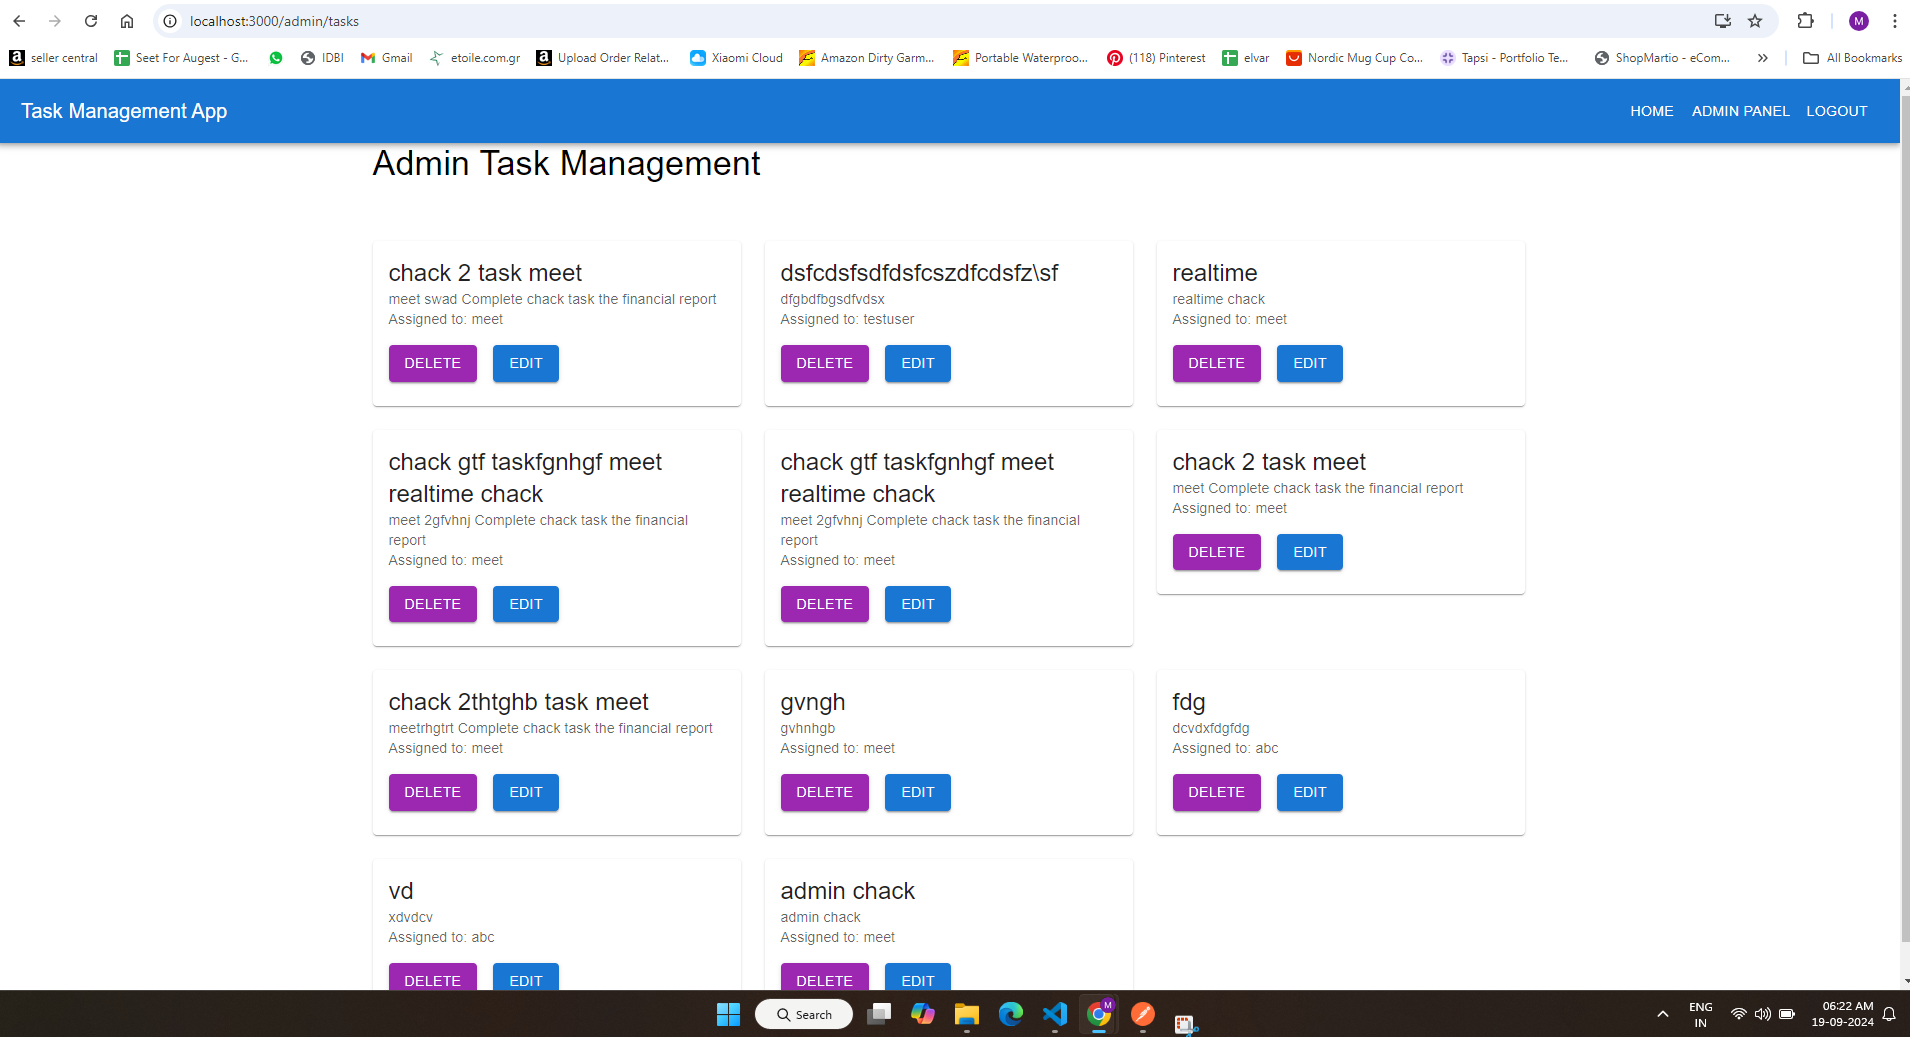 localhost:3000/admin/tasks
seller central
Seet For Augest - G...
IDBI
Gmail
etoile.com.gr
Upload Order Relat...
Xiaomi Cloud
Amazon Dirty Garm...
Portable Waterproo...
(118) Pinterest
elvar
Nordic Mug Cup Co...
Tapsi - Portfolio Te...
ShopMartio - eCom...
All Bookmarks
Task Management App
HOME
ADMIN PANEL
LOGOUT
Admin Task Management
chack 2 task meet
meet swad Complete chack task the financial report
Assigned to: meet
DELETE EDIT
dsfcdsfsdfdsfcszdfcdsfz\sf
dfgbdfbgsdfvdsx
Assigned to: testuser
DELETE EDIT
realtime
realtime chack
Assigned to: meet
DELETE EDIT
chack gtf taskfgnhgf meet
realtime chack
meet 2gfvhnj Complete chack task the financial
report
Assigned to: meet
DELETE EDIT
chack gtf taskfgnhgf meet
realtime chack
meet 2gfvhnj Complete chack task the financial
report
Assigned to: meet
DELETE EDIT
chack 2 task meet
meet Complete chack task the financial report
Assigned to: meet
DELETE EDIT
chack 2thtghb task meet
meetrhgtrt Complete chack task the financial report
Assigned to: meet
DELETE EDIT
gvngh
gvhnhgb
Assigned to: meet
DELETE EDIT
fdg
dcvdxfdgfdg
Assigned to: abc
DELETE EDIT
vd
xdvdcv
Assigned to: abc
DELETE EDIT
admin chack
admin chack
Assigned to: meet
DELETE EDIT
Search
ENG
IN
06:22 AM
19-09-2024